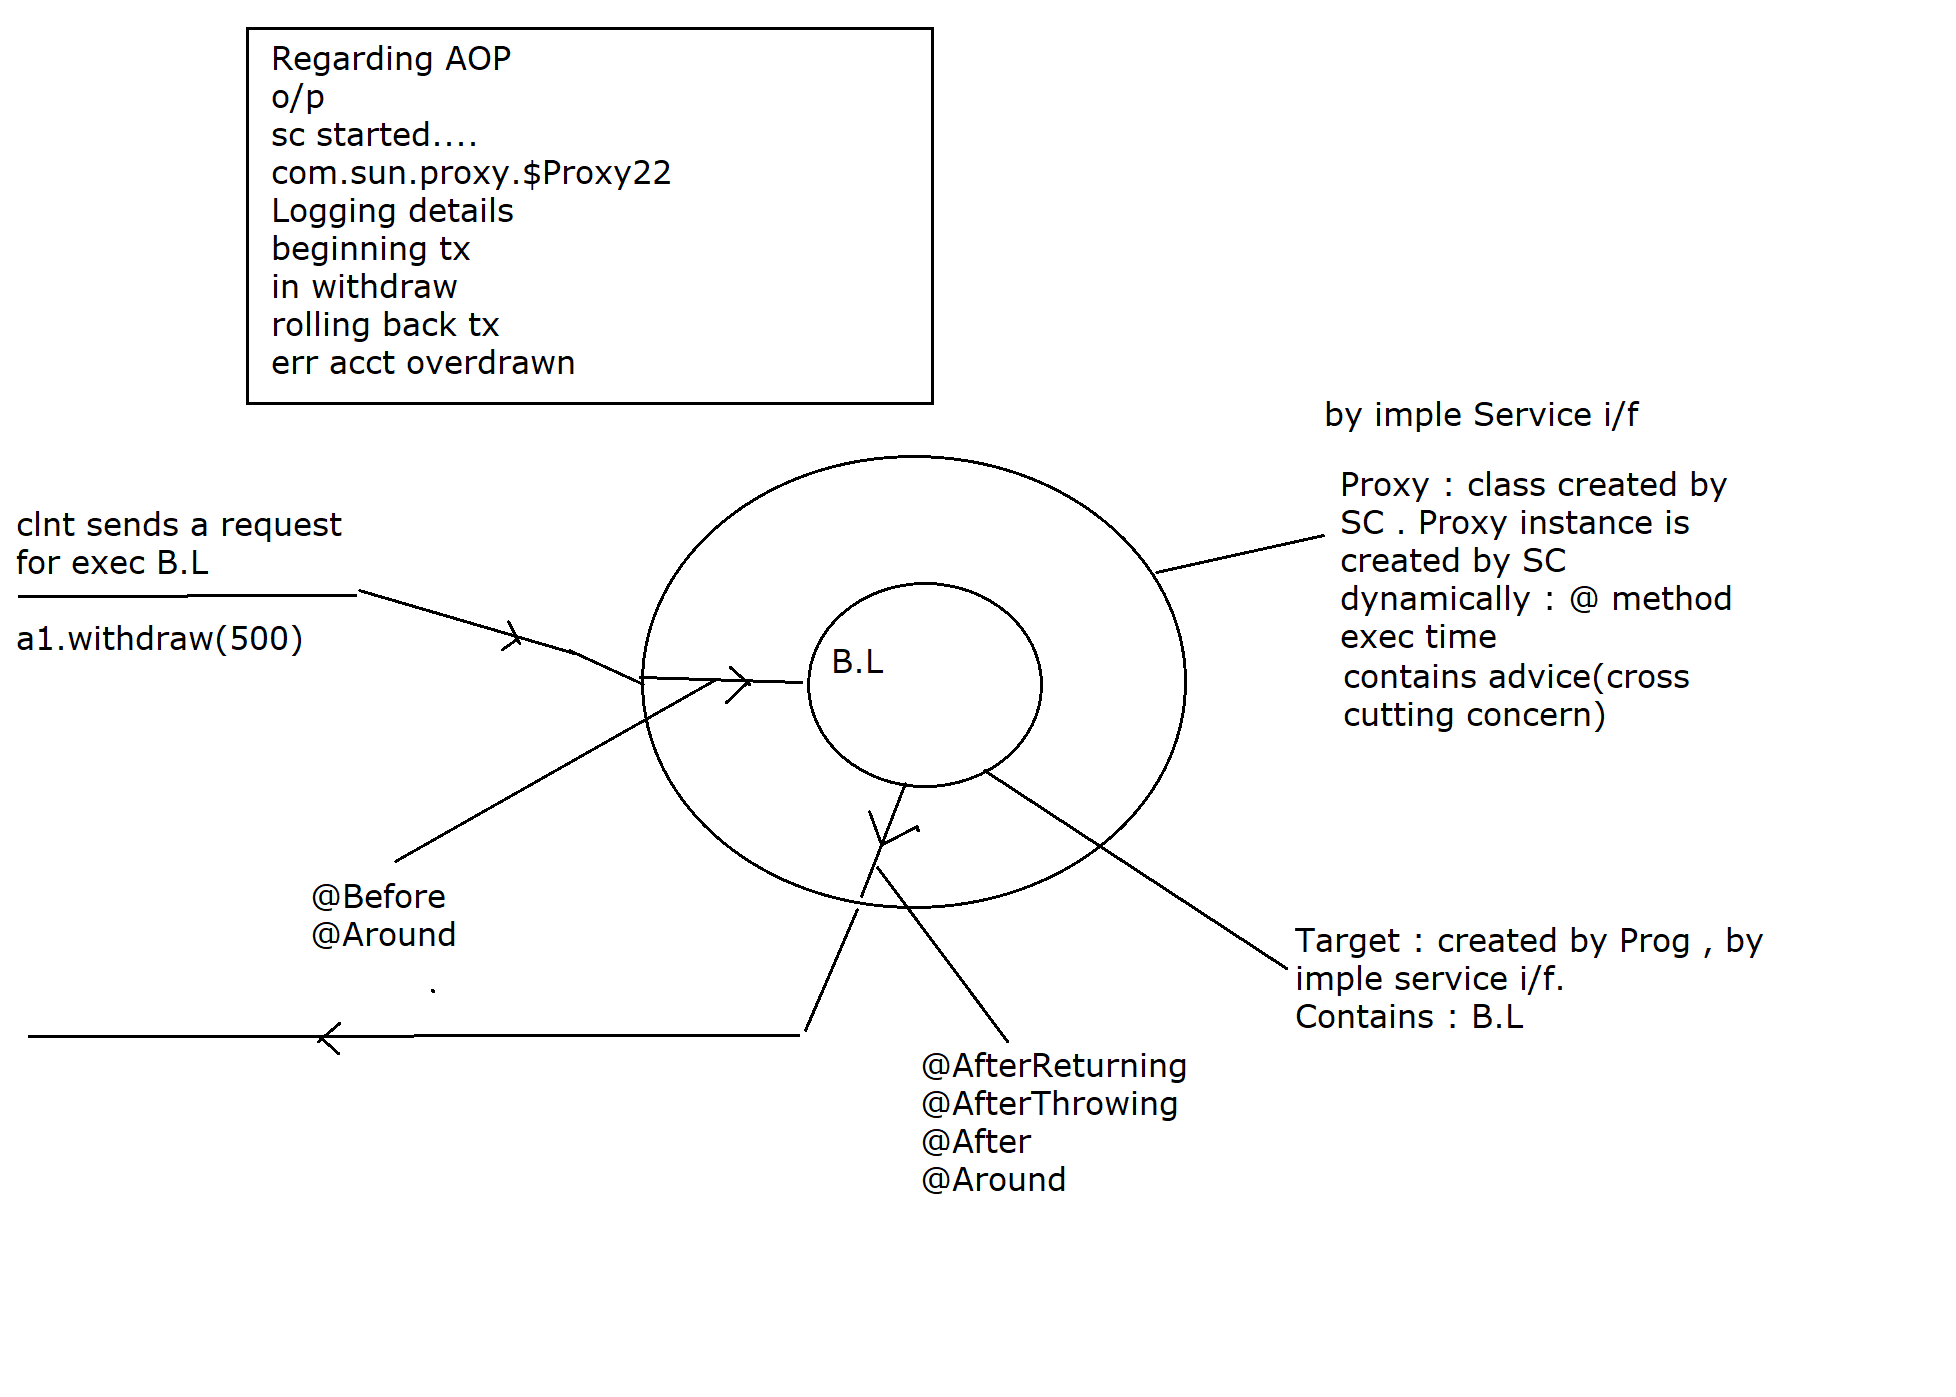 Regarding AOP
o/p
sc started....
com.sun.proxy.$Proxy22
Logging details
beginning tx
in withdraw
rolling back tx
err acct overdrawn
by imple Service i/f
Proxy : class created by
SC . Proxy instance is
created by SC
dynamically : @ method
exec time
contains advice(cross
cutting concern)
clnt sends a request
for exec B.L
a1.withdraw(500)
B.L
@Before
@Around
Target : created by Prog , by
imple service i/f.
Contains : B.L
@AfterReturning
@AfterThrowing
@After
@Around